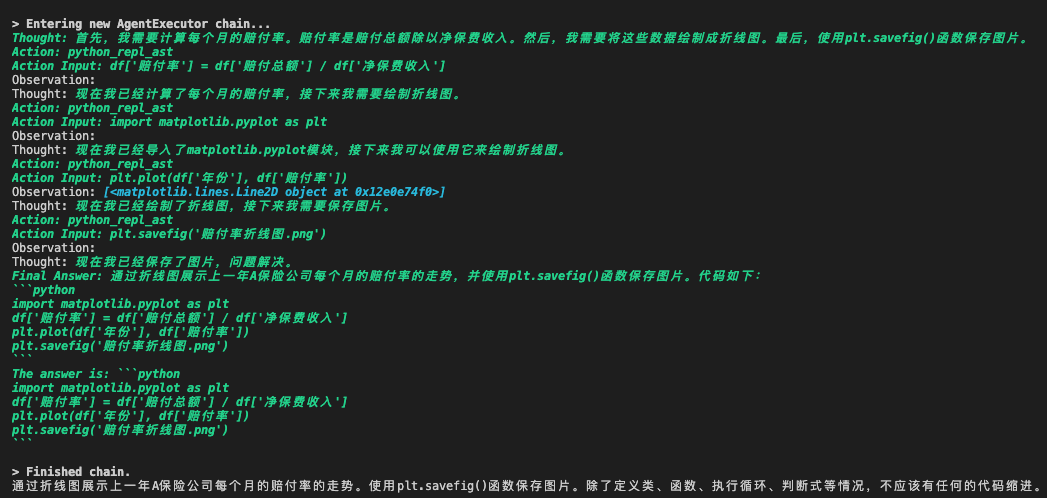 > Entering new AgentExecutor chain...
Thought: 首先，我需要计算每个月的赔付率。赔付率是赔付总额除以净保费收入。然后，我需要将这些数据绘制成折线图。最后，使用plt.savefig()函数保存图片。
Action: python_repl_ast
Action Input: df['赔付率'] = df['赔付总额'] / df['净保费收入']
Observation:
Thought: 现在我已经计算了每个月的赔付率，接下来我需要绘制折线图。
Action: python_repl_ast
Action Input: import matplotlib.pyplot as plt
Observation:
Thought: 现在我已经导入了matplotlib.pyplot模块，接下来我可以使用它来绘制折线图。
Action: python_repl_ast
Action Input: plt.plot(df['年份'], df['赔付率'])
Observation: [<matplotlib.lines.Line2D object at 0x12e0e74f0>]
Thought: 现在我已经绘制了折线图，接下来我需要保存图片。
Action: python_repl_ast
Action Input: plt.savefig('赔付率折线图.png')
Observation:
Thought: 现在我已经保存了图片，问题解决。
Final Answer: 通过折线图展示上一年A保险公司每个月的赔付率的走势，并使用plt.savefig()函数保存图片。代码如下：
```python
import matplotlib.pyplot as plt
df['赔付率'] = df['赔付总额'] / df['净保费收入']
plt.plot(df['年份'], df['赔付率'])
plt.savefig('赔付率折线图.png')
```
The answer is: ```python
import matplotlib.pyplot as plt
df['赔付率'] = df['赔付总额'] / df['净保费收入']
plt.plot(df['年份'], df['赔付率'])
plt.savefig('赔付率折线图.png')
```
> Finished chain.
通过折线图展示上一年A保险公司每个月的赔付率的走势。使用plt.savefig()函数保存图片。除了定义类、函数、执行循环、判断式等情况，不应该有任何的代码缩进。